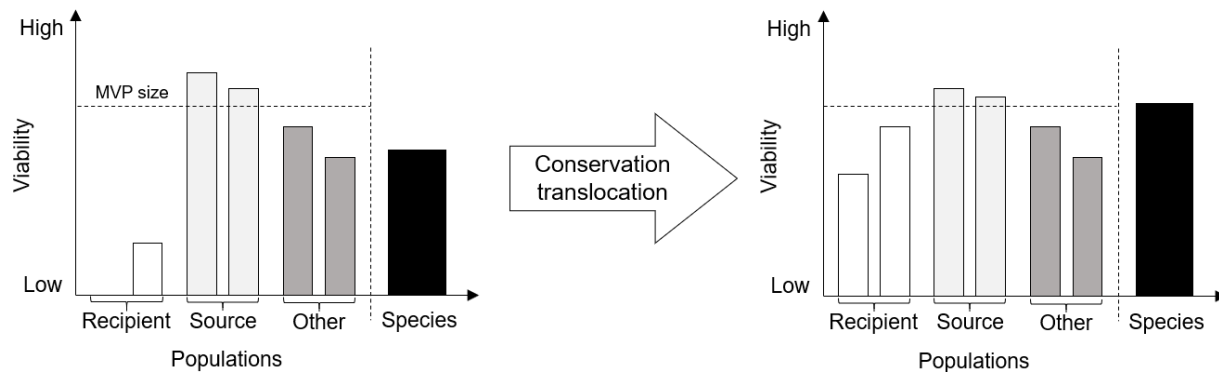 High
MVP size
Viability
Low
Recipient Source Other Species
Populations
Conservation
translocation
High
Viability
Low
Recipient Source Other Species
Populations